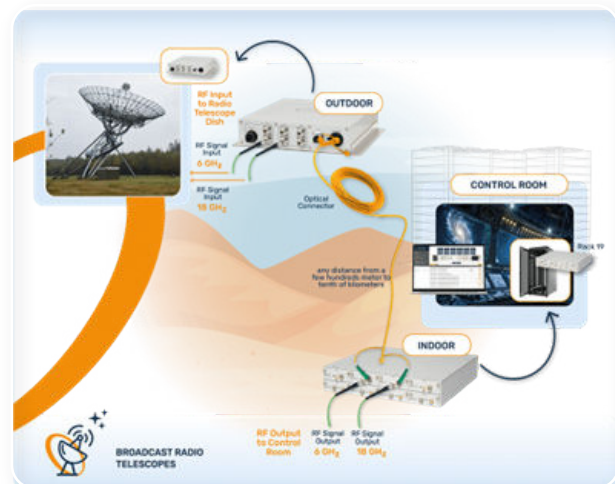 RF Input
to Radio
Telescope
Dish
OUTDOOR
RF Signal
Input
6 GHz
RF Signal
Input
18 GHz
Optical
Connector
CONTROL ROOM
Rack 19
any distance from a
few hundreds meter to
tenth of kilometers
INDOOR
RF Output
to Control
Room
RF Signal
Output
6 GHz
RF Signal
Output
18 GHz
BROADCAST RADIO
TELESCOPES